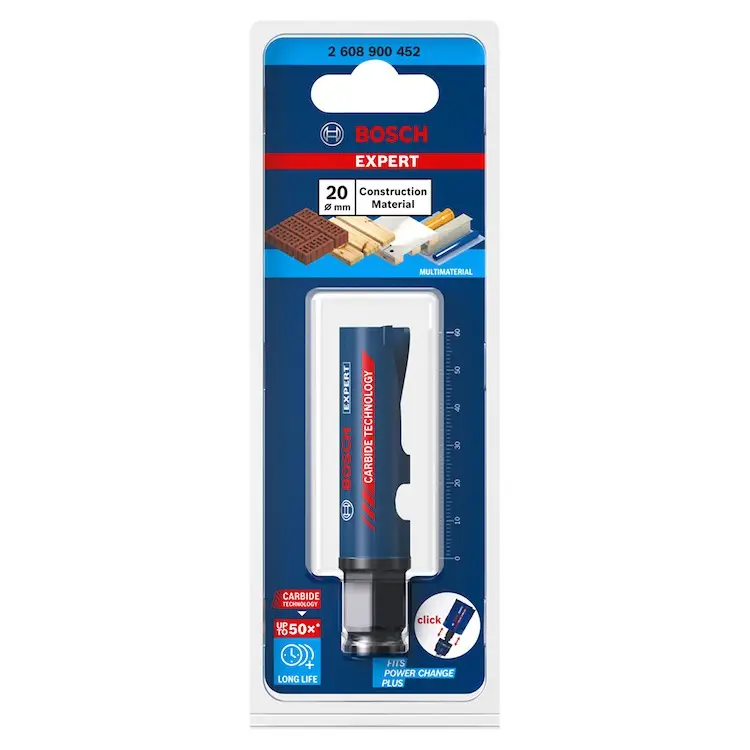 2 608 900 452
BOSCH
EXPERT
20
Ø mm
Construction
Material
MULTIMATERIAL
60
50
40
30
20
10
0
BOSCH EXPERT
CARBIDE TECHNOLOGY
CARBIDE
TECHNOLOGY
UP TO 50x*
LONG LIFE
click
FITS
POWER CHANGE
PLUS